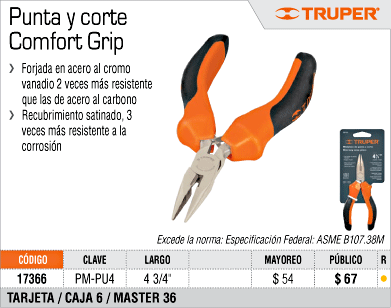 Punta y corte
Comfort Grip
TRUPER®
❯ Forjada en acero al cromo
vanadio 2 veces más resistente
que las de acero al carbono
❯ Recubrimiento satinado, 3
veces más resistente a la
corrosión
TRUPER
Excede la norma: Especificación Federal: ASME B107.38M
CÓDIGO CLAVE LARGO MAYOREO PÚBLICO R
17366 PM-PU4 4 3/4" $ 54 $ 67
TARJETA / CAJA 6 / MASTER 36